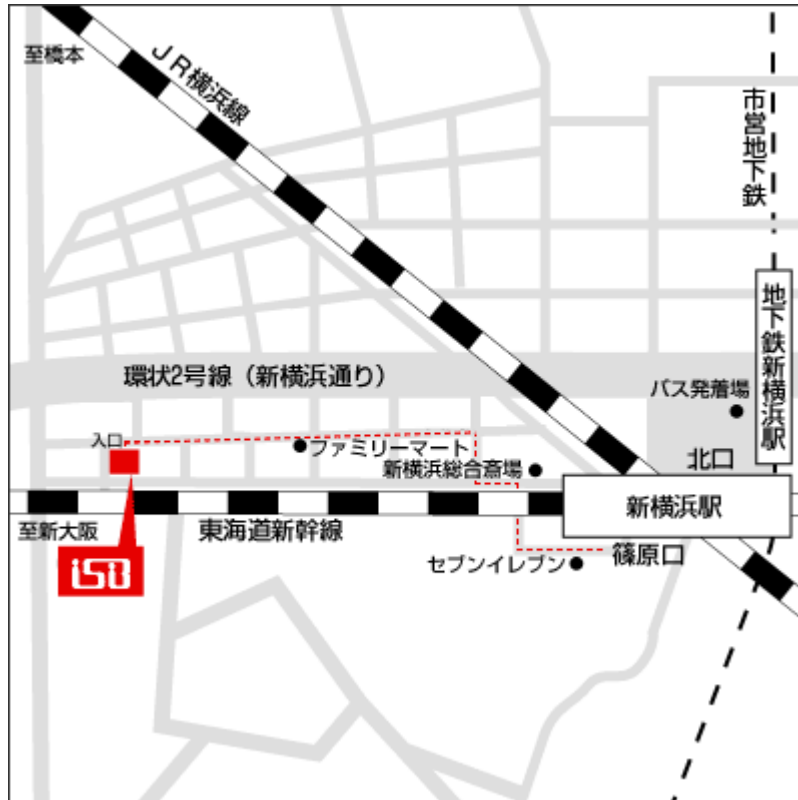 至橋本
JR横浜線
市営地下鉄
地下鉄新横浜駅
環状2号線（新横浜通り）
バス発着場
入口
ファミリーマート
北口
新横浜総合斎場
新横浜駅
至新大阪
東海道新幹線
篠原口
セブンイレブン
iSB